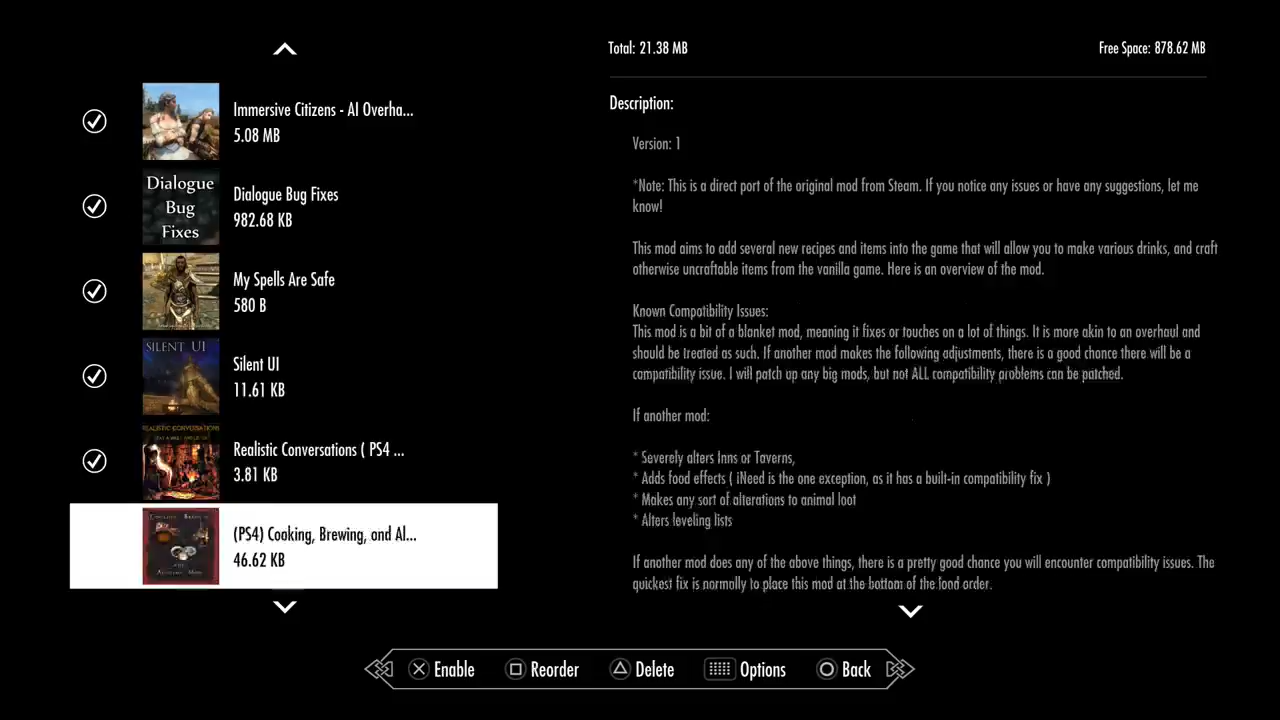 Total: 21.38 MB
Free Space: 878.62 MB
Immersive Citizens - AI Overha...
5.08 MB
Dialogue
Bug
Fixes
Dialogue Bug Fixes
982.68 KB
My Spells Are Safe
580 B
SILENT UI
Silent UI
11.61 KB
REALISTIC CONVERSATIONS
Realistic Conversations ( PS4 ...
3.81 KB
(PS4) Cooking, Brewing, and Al...
46.62 KB
Description:
Version: 1
*Note: This is a direct port of the original mod from Steam. If you notice any issues or have any suggestions, let me
know!
This mod aims to add several new recipes and items into the game that will allow you to make various drinks, and craft
otherwise uncraftable items from the vanilla game. Here is an overview of the mod.
Known Compatibility Issues:
This mod is a bit of a blanket mod, meaning it fixes or touches on a lot of things. It is more akin to an overhaul and
should be treated as such. If another mod makes the following adjustments, there is a good chance there will be a
compatibility issue. I will patch up any big mods, but not ALL compatibility problems can be patched.
If another mod:
* Severely alters Inns or Taverns,
* Adds food effects ( iNeed is the one exception, as it has a built-in compatibility fix )
* Makes any sort of alterations to animal loot
* Alters leveling lists
If another mod does any of the above things, there is a pretty good chance you will encounter compatibility issues. The
quickest fix is normally to place this mod at the bottom of the load order.
Enable
Reorder
Delete
Options
Back